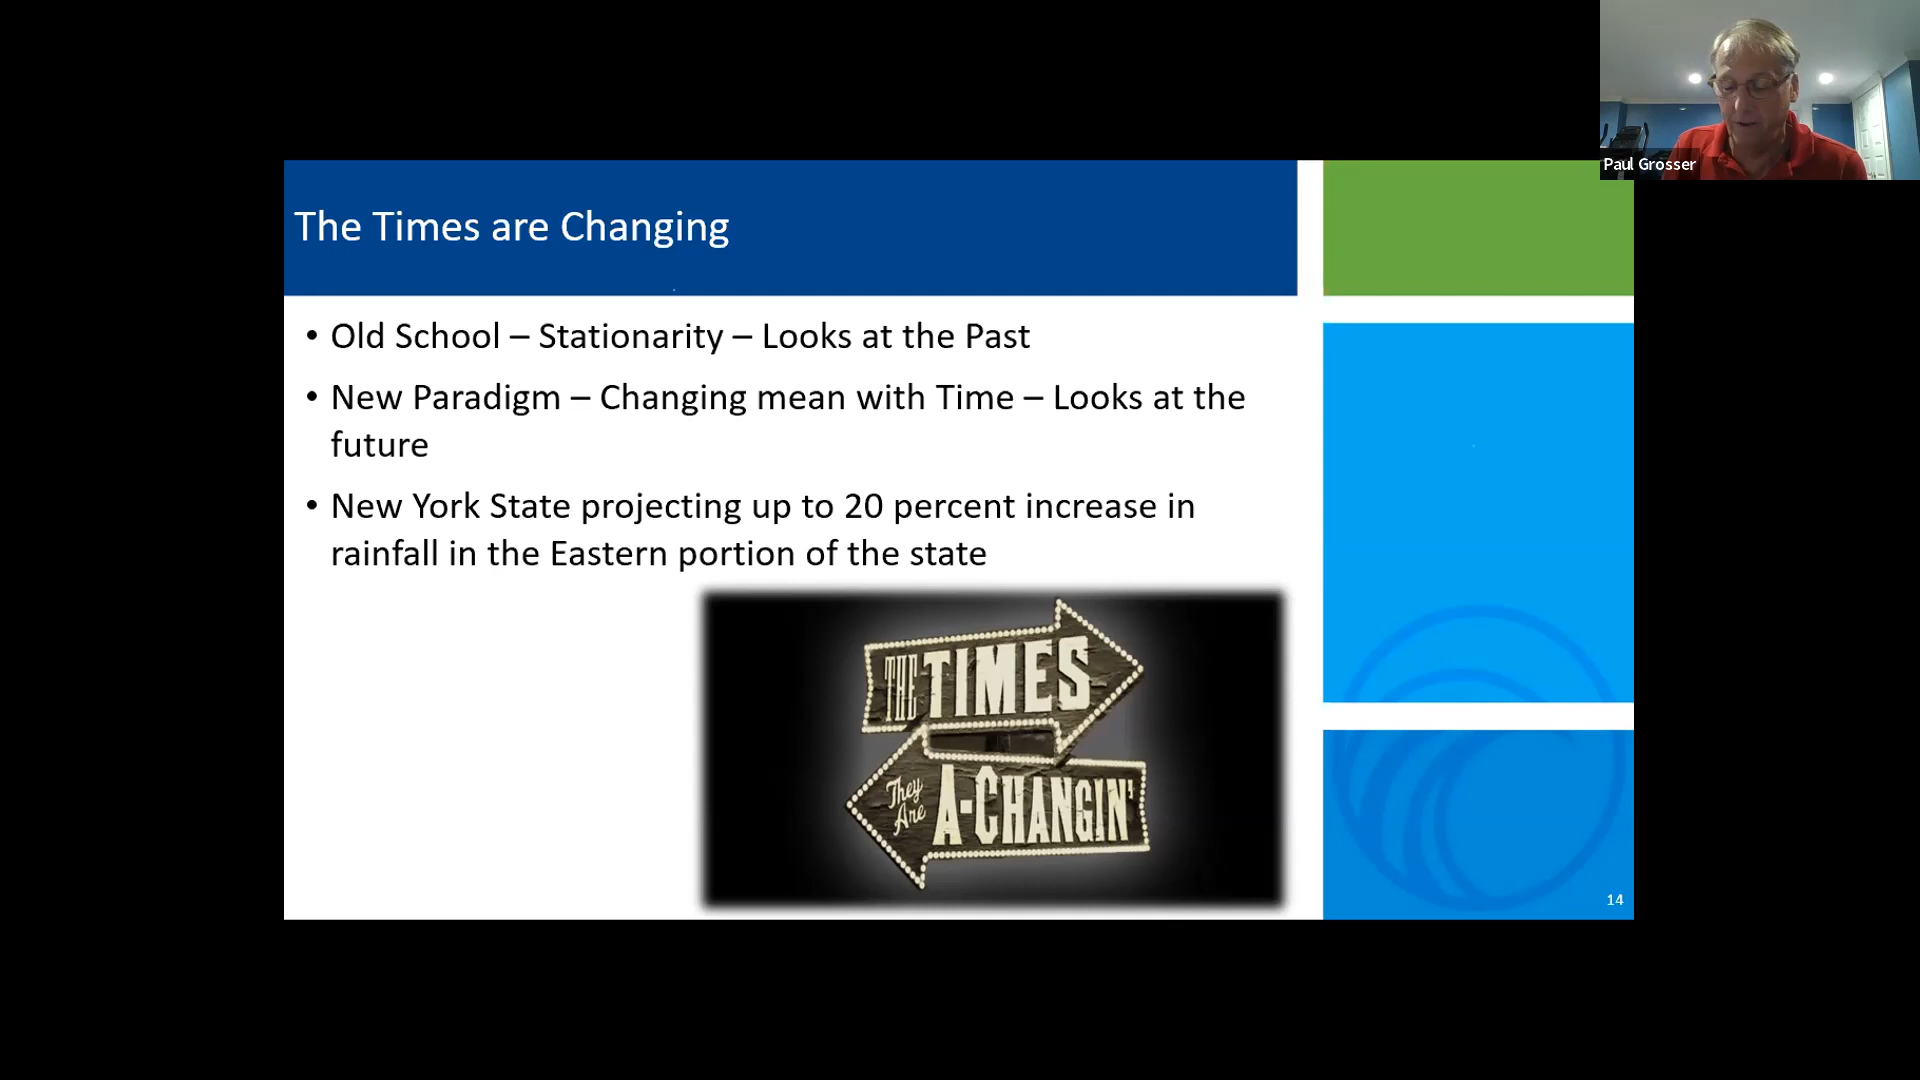 Paul Grosser
The Times are Changing
• Old School – Stationarity – Looks at the Past
• New Paradigm – Changing mean with Time – Looks at the
future
• New York State projecting up to 20 percent increase in
rainfall in the Eastern portion of the state
THE TIMES
They
Are
A-CHANGIN'
14